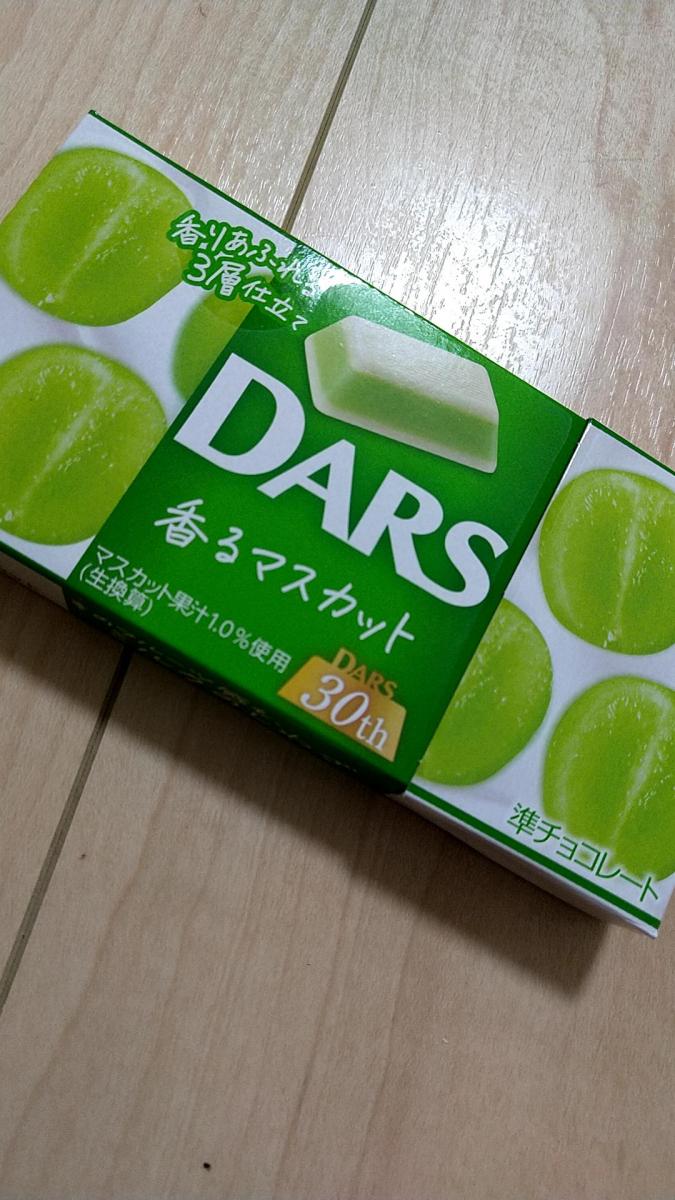 香りあふれる
3層仕立て
DARS
香るマスカット
マスカット果汁1.0%使用
(生換算)
DARS
30th
準チョコレート